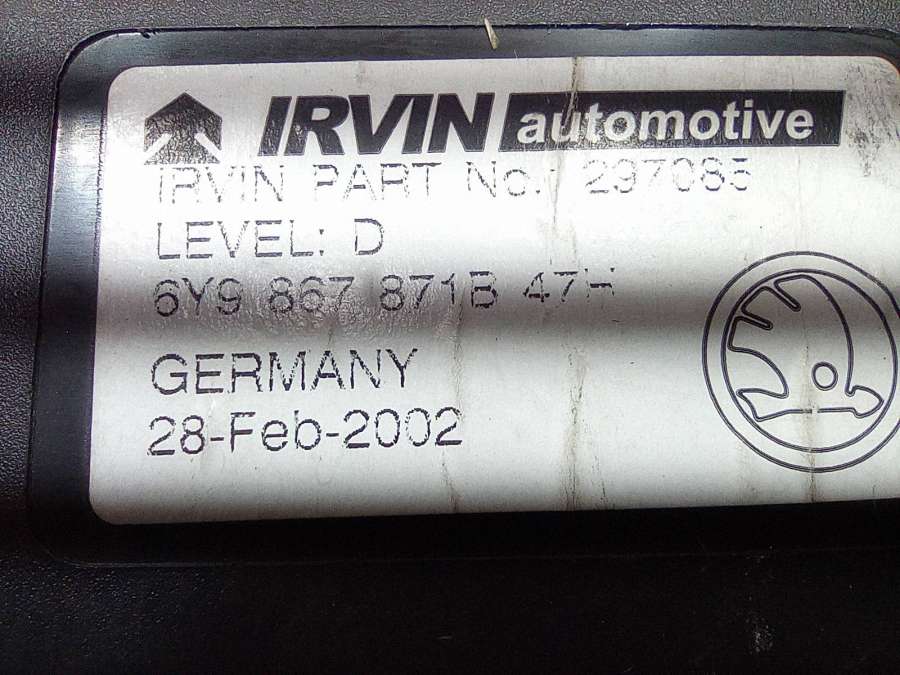 IRVIN automotive
IRVIN PART No.: 297085
LEVEL: D
6Y9 867 871B 47H
GERMANY
28-Feb-2002